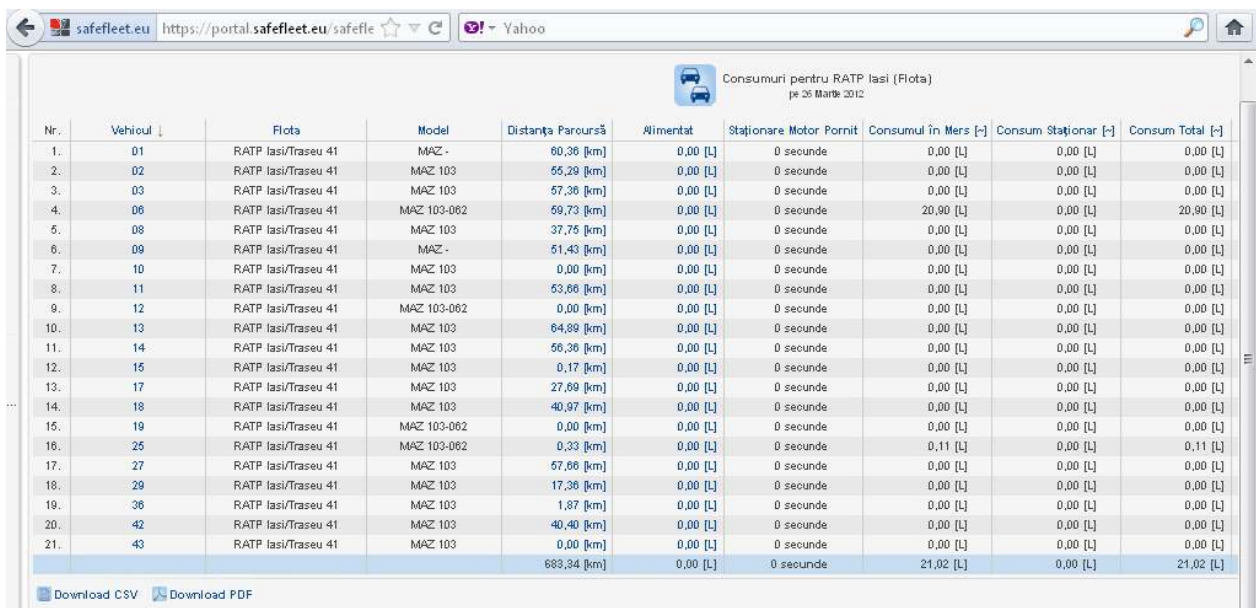 safefleet.eu https://portal.safefleet.eu/safefle Yahoo
Consumuri pentru RATP Iasi (Flota)
pe 26 Martie 2012
Nr. Vehicul ↓ Flota Model Distanța Parcursă Alimentat Staționare Motor Pornit Consumul în Mers [~] Consum Staționar [~] Consum Total [~]
1. 01 RATP Iasi/Traseu 41 MAZ - 60,36 [km] 0,00 [L] 0 secunde 0,00 [L] 0,00 [L] 0,00 [L]
2. 02 RATP Iasi/Traseu 41 MAZ 103 55,29 [km] 0,00 [L] 0 secunde 0,00 [L] 0,00 [L] 0,00 [L]
3. 03 RATP Iasi/Traseu 41 MAZ 103 57,36 [km] 0,00 [L] 0 secunde 0,00 [L] 0,00 [L] 0,00 [L]
4. 06 RATP Iasi/Traseu 41 MAZ 103-062 59,73 [km] 0,00 [L] 0 secunde 20,90 [L] 0,00 [L] 20,90 [L]
5. 08 RATP Iasi/Traseu 41 MAZ 103 37,75 [km] 0,00 [L] 0 secunde 0,00 [L] 0,00 [L] 0,00 [L]
6. 09 RATP Iasi/Traseu 41 MAZ - 51,43 [km] 0,00 [L] 0 secunde 0,00 [L] 0,00 [L] 0,00 [L]
7. 10 RATP Iasi/Traseu 41 MAZ 103 0,00 [km] 0,00 [L] 0 secunde 0,00 [L] 0,00 [L] 0,00 [L]
8. 11 RATP Iasi/Traseu 41 MAZ 103 53,66 [km] 0,00 [L] 0 secunde 0,00 [L] 0,00 [L] 0,00 [L]
9. 12 RATP Iasi/Traseu 41 MAZ 103-062 0,00 [km] 0,00 [L] 0 secunde 0,00 [L] 0,00 [L] 0,00 [L]
10. 13 RATP Iasi/Traseu 41 MAZ 103 64,89 [km] 0,00 [L] 0 secunde 0,00 [L] 0,00 [L] 0,00 [L]
11. 14 RATP Iasi/Traseu 41 MAZ 103 56,36 [km] 0,00 [L] 0 secunde 0,00 [L] 0,00 [L] 0,00 [L]
12. 15 RATP Iasi/Traseu 41 MAZ 103 0,17 [km] 0,00 [L] 0 secunde 0,00 [L] 0,00 [L] 0,00 [L]
13. 17 RATP Iasi/Traseu 41 MAZ 103 27,69 [km] 0,00 [L] 0 secunde 0,00 [L] 0,00 [L] 0,00 [L]
14. 18 RATP Iasi/Traseu 41 MAZ 103 40,97 [km] 0,00 [L] 0 secunde 0,00 [L] 0,00 [L] 0,00 [L]
15. 19 RATP Iasi/Traseu 41 MAZ 103-062 0,00 [km] 0,00 [L] 0 secunde 0,00 [L] 0,00 [L] 0,00 [L]
16. 25 RATP Iasi/Traseu 41 MAZ 103-062 0,33 [km] 0,00 [L] 0 secunde 0,11 [L] 0,00 [L] 0,11 [L]
17. 27 RATP Iasi/Traseu 41 MAZ 103 57,66 [km] 0,00 [L] 0 secunde 0,00 [L] 0,00 [L] 0,00 [L]
18. 29 RATP Iasi/Traseu 41 MAZ 103 17,36 [km] 0,00 [L] 0 secunde 0,00 [L] 0,00 [L] 0,00 [L]
19. 36 RATP Iasi/Traseu 41 MAZ 103 1,87 [km] 0,00 [L] 0 secunde 0,00 [L] 0,00 [L] 0,00 [L]
20. 42 RATP Iasi/Traseu 41 MAZ 103 40,40 [km] 0,00 [L] 0 secunde 0,00 [L] 0,00 [L] 0,00 [L]
21. 43 RATP Iasi/Traseu 41 MAZ 103 0,00 [km] 0,00 [L] 0 secunde 0,00 [L] 0,00 [L] 0,00 [L]
683,34 [km] 0,00 [L] 0 secunde 21,02 [L] 0,00 [L] 21,02 [L]
Download CSV Download PDF